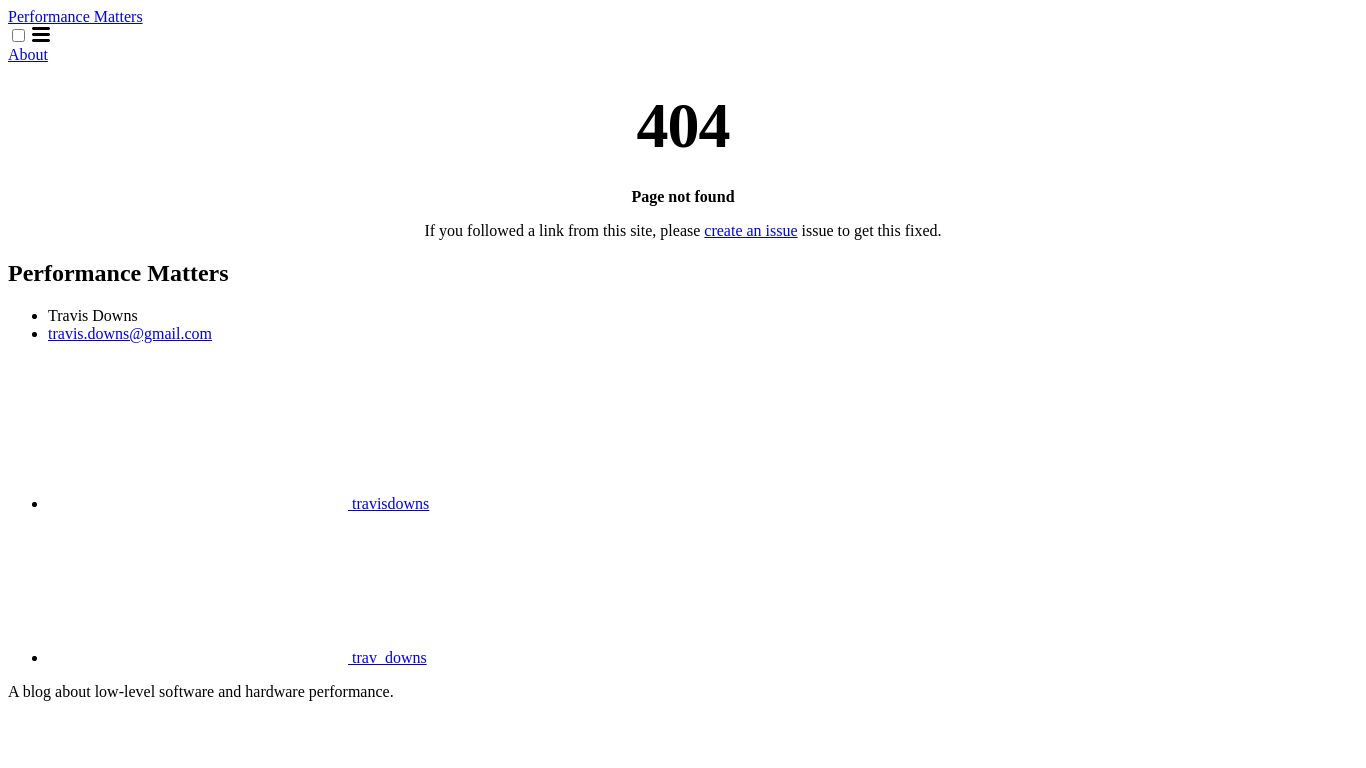 Performance Matters
About
404
Page not found
If you followed a link from this site, please create an issue issue to get this fixed.
Performance Matters
Travis Downs
travis.downs@gmail.com
travisdowns
trav_downs
A blog about low-level software and hardware performance.